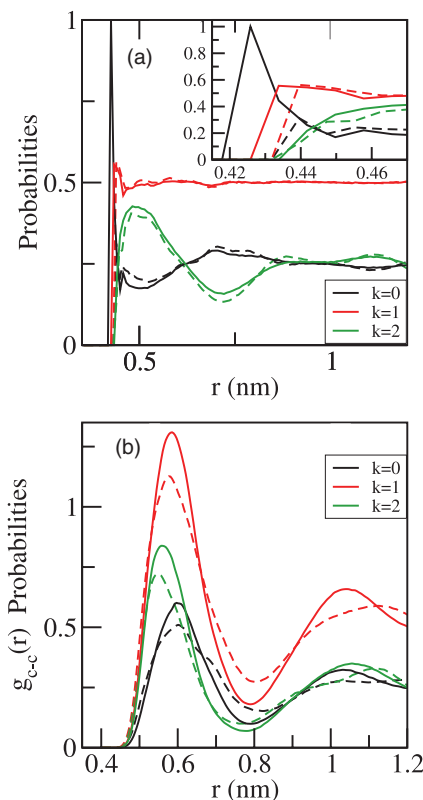 (a)
1
0.5
0
Probabilities
1
0.8
0.6
0.4
0.2
0
0.42 0.44 0.46
k=0
k=1
k=2
0.5 1
r (nm)
(b)
k=0
k=1
k=2
1
0.5
0
g_c-c(r) Probabilities
0.4 0.6 0.8 1 1.2
r (nm)